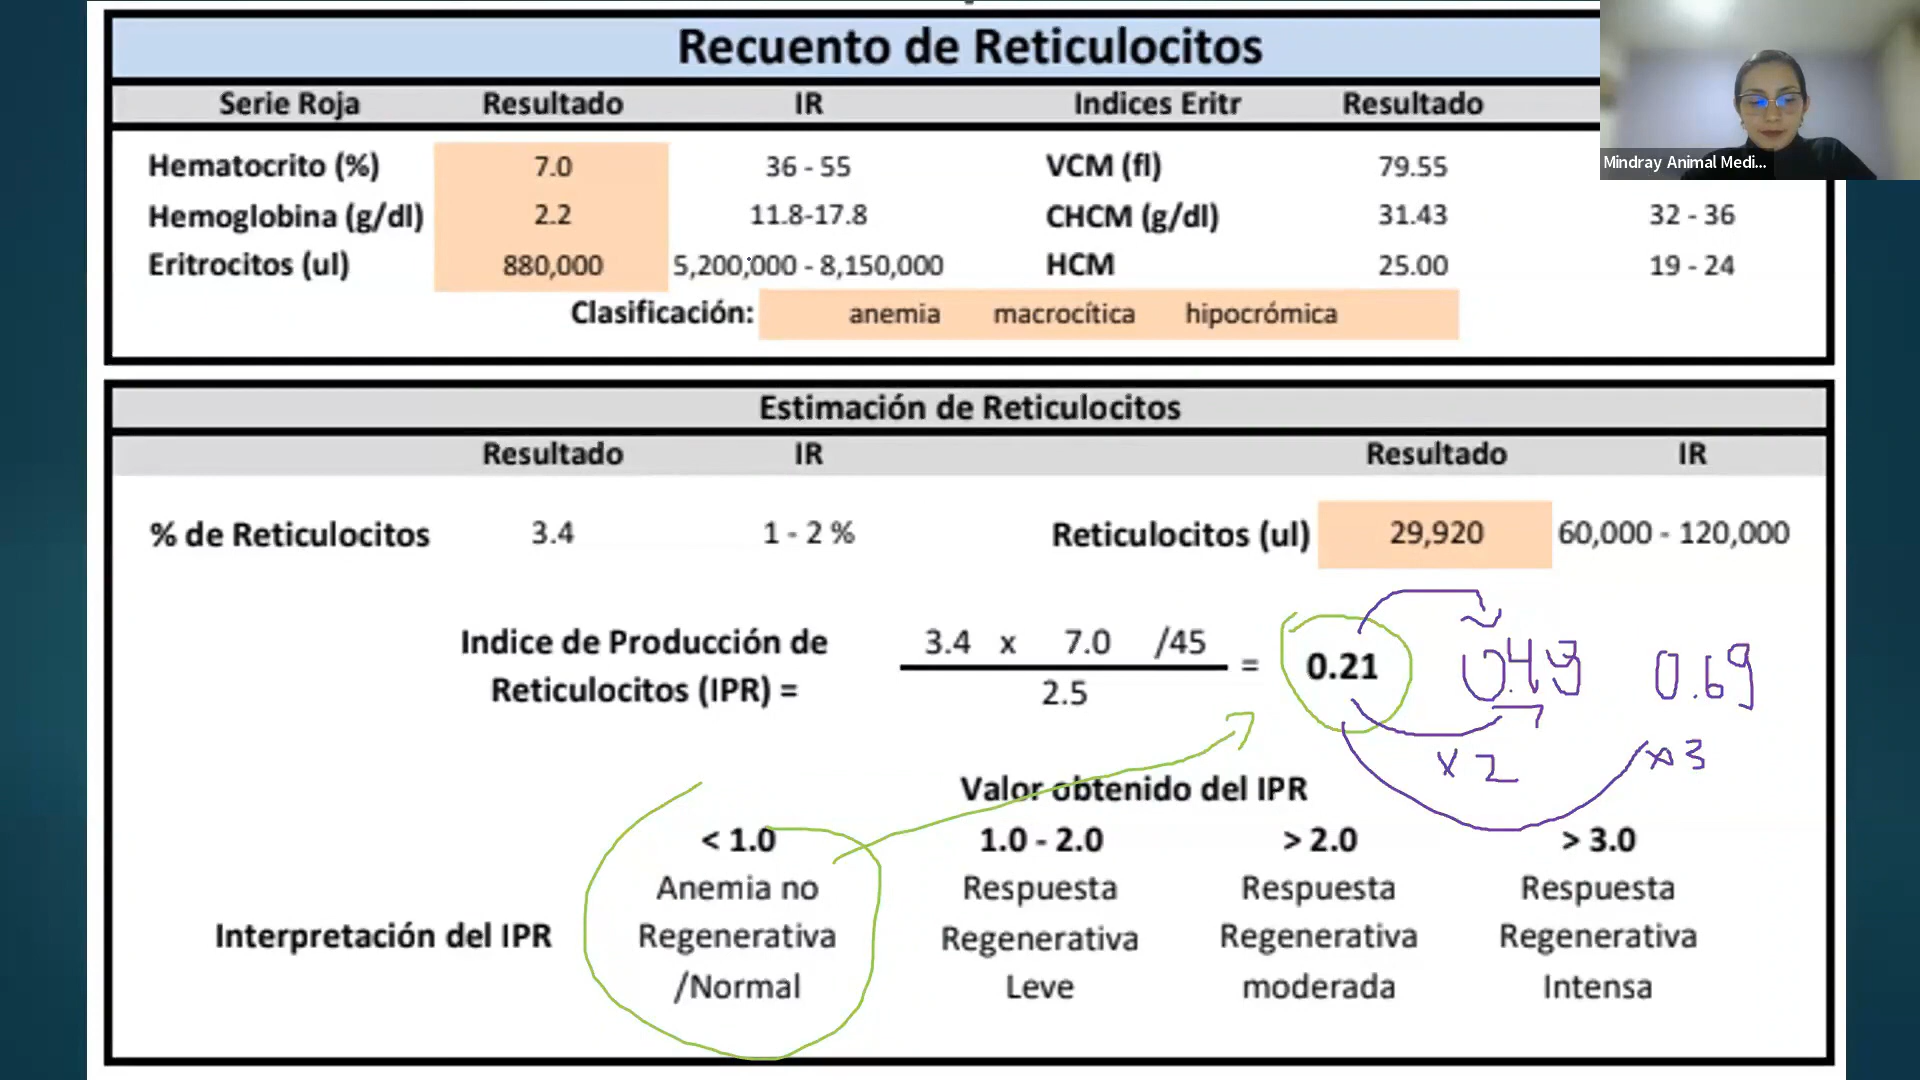 Recuento de Reticulocitos
Serie Roja Resultado IR Indices Eritr Resultado
Mindray Animal Medi...
Hematocrito (%) 7.0 36 - 55 VCM (fl) 79.55
Hemoglobina (g/dl) 2.2 11.8-17.8 CHCM (g/dl) 31.43 32 - 36
Eritrocitos (ul) 880,000 5,200,000 - 8,150,000 HCM 25.00 19 - 24
Clasificación: anemia macrocítica hipocrómica
Estimación de Reticulocitos
Resultado IR Resultado IR
% de Reticulocitos 3.4 1 - 2 % Reticulocitos (ul) 29,920 60,000 - 120,000
Indice de Producción de
Reticulocitos (IPR) =
3.4 x 7.0 /45
2.5
= 0.21 0.43 0.69
x 2 x3
Valor obtenido del IPR
< 1.0 1.0 - 2.0 > 2.0 > 3.0
Anemia no Respuesta Respuesta Respuesta
Interpretación del IPR Regenerativa Regenerativa Regenerativa Regenerativa
/Normal Leve moderada Intensa